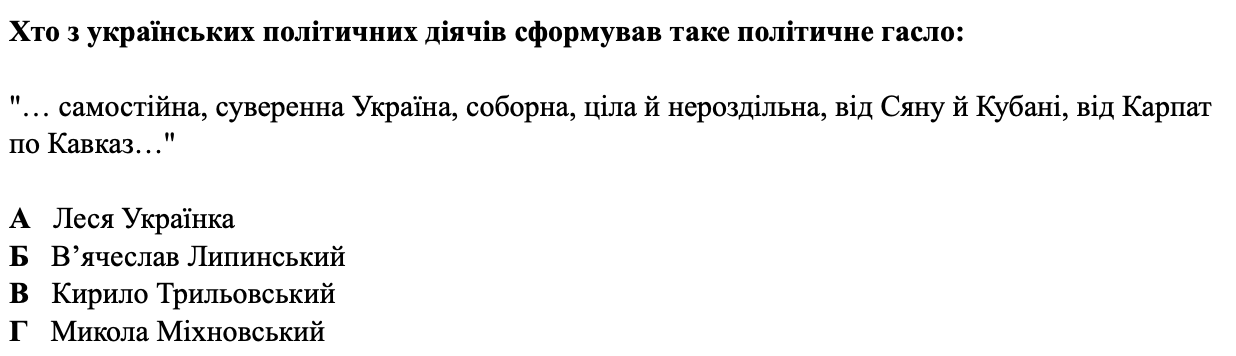 Хто з українських політичних діячів сформував таке політичне гасло:
"… самостійна, суверенна Україна, соборна, ціла й нероздільна, від Сяну й Кубані, від Карпат
по Кавказ…"
А Леся Українка
Б В’ячеслав Липинський
В Кирило Трильовський
Г Микола Міхновський